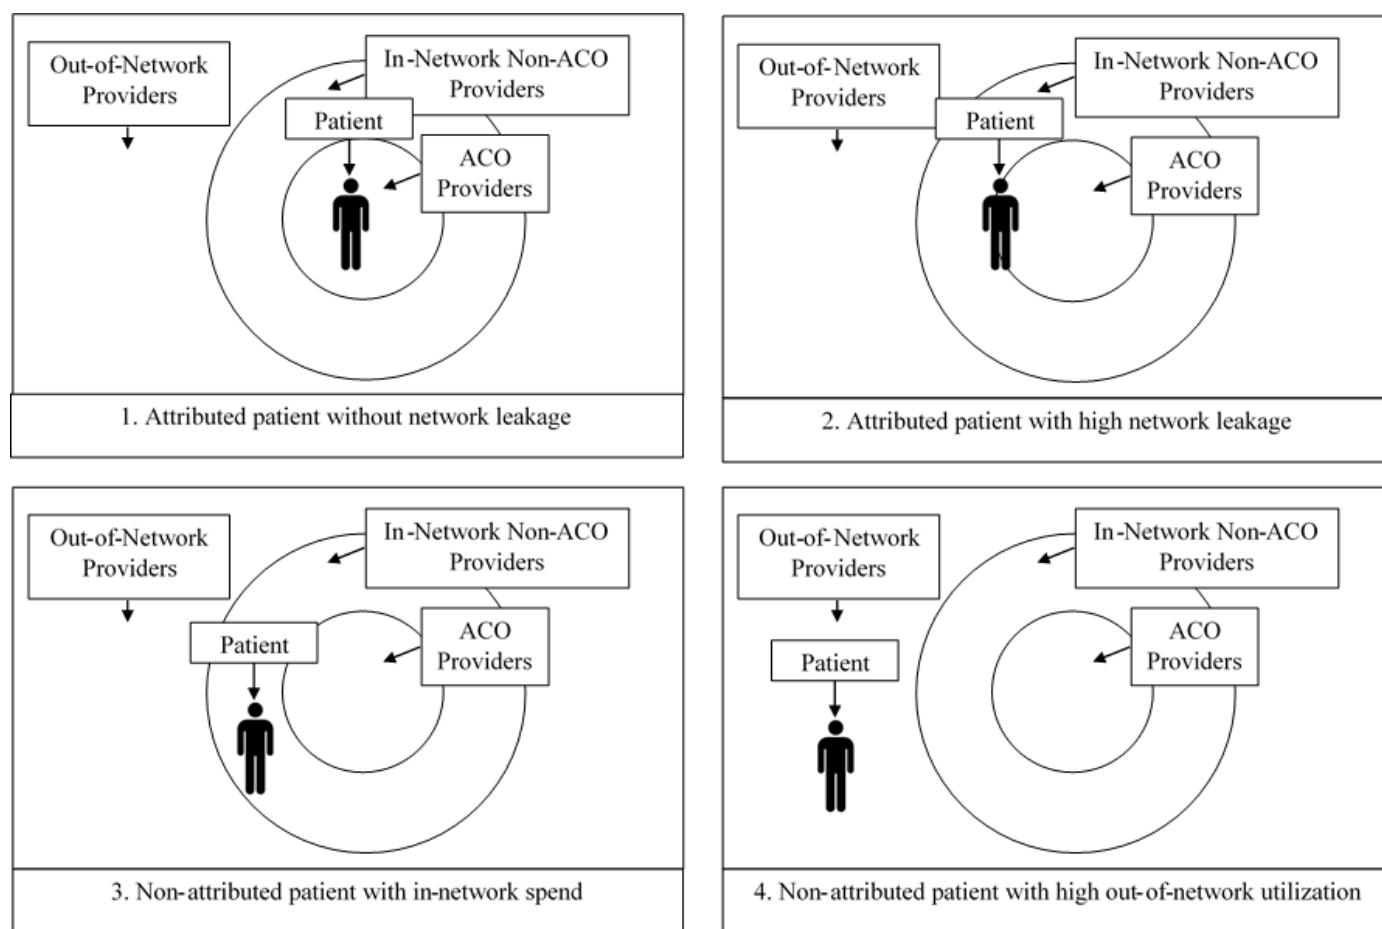 Out-of-Network
Providers
In-Network Non-ACO
Providers
Patient
ACO
Providers
1. Attributed patient without network leakage
Out-of-Network
Providers
In-Network Non-ACO
Providers
Patient
ACO
Providers
2. Attributed patient with high network leakage
Out-of-Network
Providers
In-Network Non-ACO
Providers
Patient
ACO
Providers
3. Non-attributed patient with in-network spend
Out-of-Network
Providers
In-Network Non-ACO
Providers
Patient
ACO
Providers
4. Non-attributed patient with high out-of-network utilization